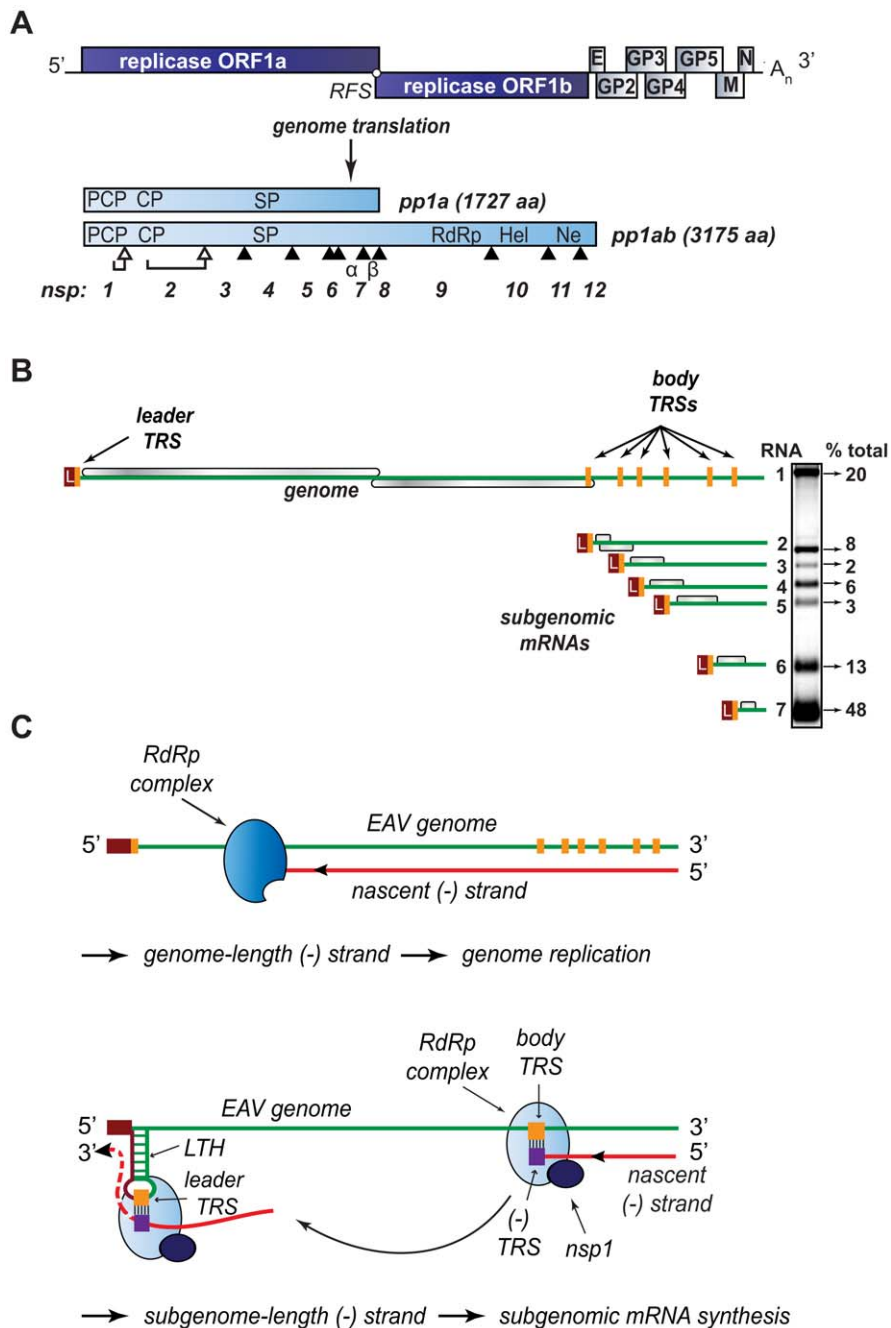 A
5' replicase ORF1a E GP3 GP5 N 3'
RFS replicase ORF1b GP2 GP4 M An
genome translation
PCP CP SP pp1a (1727 aa)
PCP CP SP RdRp Hel Ne pp1ab (3175 aa)
α β
nsp: 1 2 3 4 5 6 7 8 9 10 11 12
B
leader
TRS
body
TRSs
RNA % total
genome
1 20
L
L 2 8
L 3 2
L 4 6
L 5 3
subgenomic
mRNAs
L 6 13
L 7 48
C
RdRp
complex
5' EAV genome 3'
nascent (-) strand 5'
genome-length (-) strand genome replication
RdRp
complex
body
TRS
5' EAV genome 3'
3' LTH 5'
leader
TRS
nascent
(-) strand
(-)
TRS
nsp1
subgenome-length (-) strand subgenomic mRNA synthesis